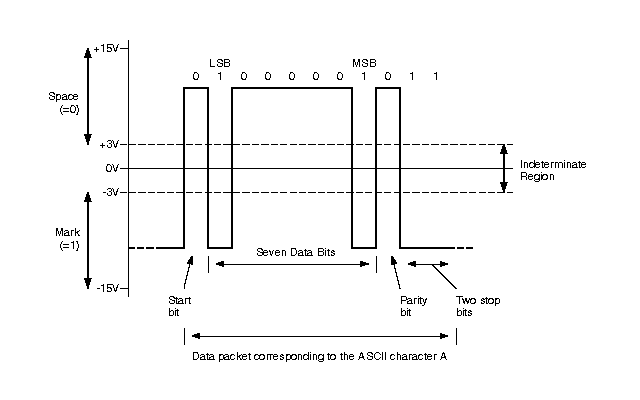 +15V
LSB MSB
0 1 0 0 0 0 0 1 0 1 1
Space
(=0)
+3V
0V
Indeterminate
Region
-3V
Mark
(=1)
Seven Data Bits
-15V
Start
bit
Parity
bit
Two stop
bits
Data packet corresponding to the ASCII character A